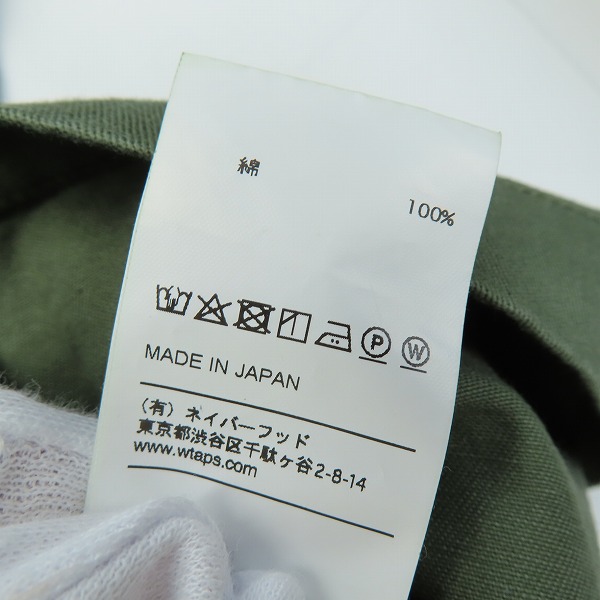 綿
100%
P W
MADE IN JAPAN
(有) ネイバーフッド
東京都渋谷区千駄ヶ谷2-8-14
www.wtaps.com